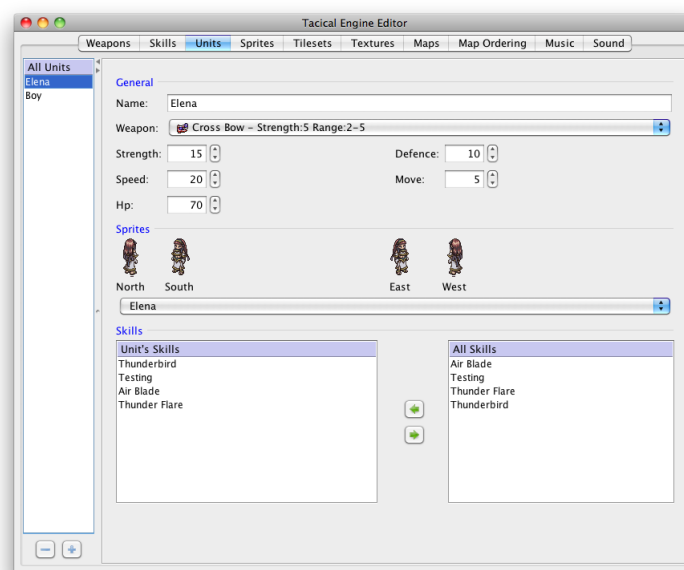 Tacical Engine Editor
Weapons Skills Units Sprites Tilesets Textures Maps Map Ordering Music Sound
All Units
Elena
Boy
General
Name: Elena
Weapon: Cross Bow - Strength:5 Range:2-5
Strength: 15 Defence: 10
Speed: 20 Move: 5
Hp: 70
Sprites
North South East West
Elena
Skills
Unit's Skills
Thunderbird
Testing
Air Blade
Thunder Flare
All Skills
Air Blade
Testing
Thunder Flare
Thunderbird